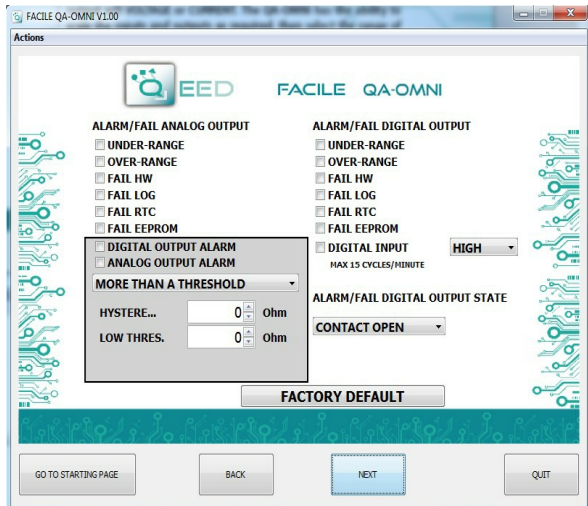 FACILE QA-OMNI V1.00
Actions
QEED FACILE QA-OMNI
ALARM/FAIL ANALOG OUTPUT
UNDER-RANGE
OVER-RANGE
FAIL HW
FAIL LOG
FAIL RTC
FAIL EEPROM
DIGITAL OUTPUT ALARM
ANALOG OUTPUT ALARM
MORE THAN A THRESHOLD
HYSTERE... 0 Ohm
LOW THRES. 0 Ohm
ALARM/FAIL DIGITAL OUTPUT
UNDER-RANGE
OVER-RANGE
FAIL HW
FAIL LOG
FAIL RTC
FAIL EEPROM
DIGITAL INPUT HIGH
MAX 15 CYCLES/MINUTE
ALARM/FAIL DIGITAL OUTPUT STATE
CONTACT OPEN
FACTORY DEFAULT
GO TO STARTING PAGE BACK NEXT QUIT